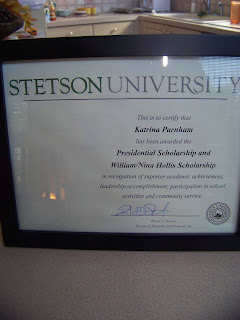 STETSON UNIVERSITY
This is to certify that
Katrina Parnham
has been awarded the
Presidential Scholarship and
William/Nina Hollis Scholarship
in recognition of superior academic achievement,
leadership accomplishment, participation in school
activities and community service.